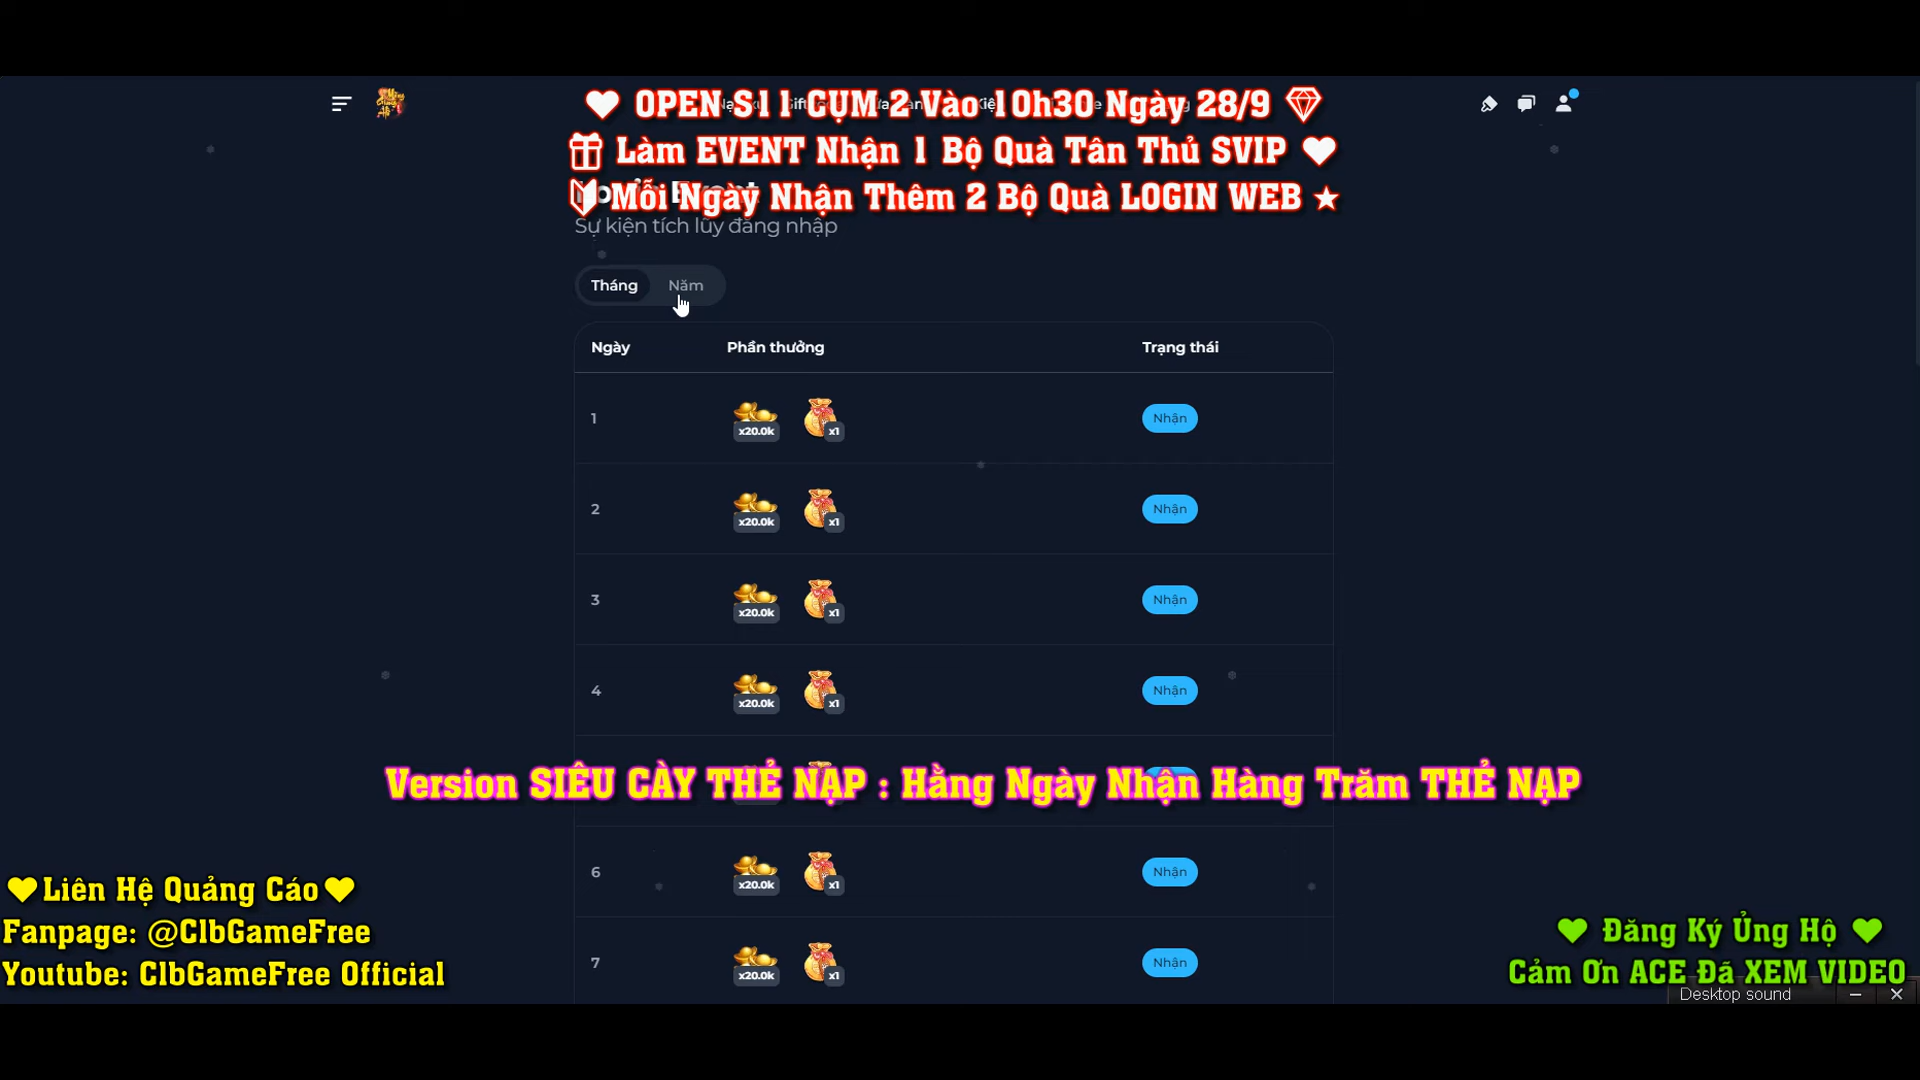 OPEN S11 CỤM 2 Vào 10h30 Ngày 28/9
Làm EVENT Nhận 1 Bộ Quà Tân Thủ SVIP
Mỗi Ngày Nhận Thêm 2 Bộ Quà LOGIN WEB
Sự kiện tích lũy đăng nhập
Tháng Năm
Ngày Phần thưởng Trạng thái
1 x20.0k x1 Nhận
2 x20.0k x1 Nhận
3 x20.0k x1 Nhận
4 x20.0k x1 Nhận
Version SIÊU CÀY THẺ NẠP : Hằng Ngày Nhận Hàng Trăm THẺ NẠP
6 x20.0k x1 Nhận
7 x20.0k x1 Nhận
Liên Hệ Quảng Cáo
Fanpage: @ClbGameFree
Youtube: ClbGameFree Official
Đăng Ký Ủng Hộ
Cảm Ơn ACE Đã XEM VIDEO
Desktop sound